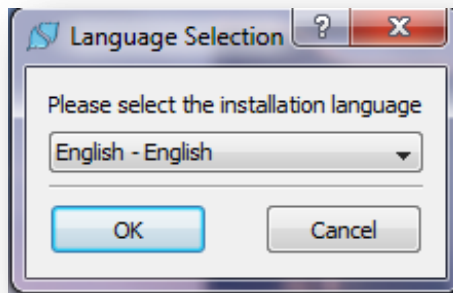 Language Selection
Please select the installation language
English - English
OK
Cancel